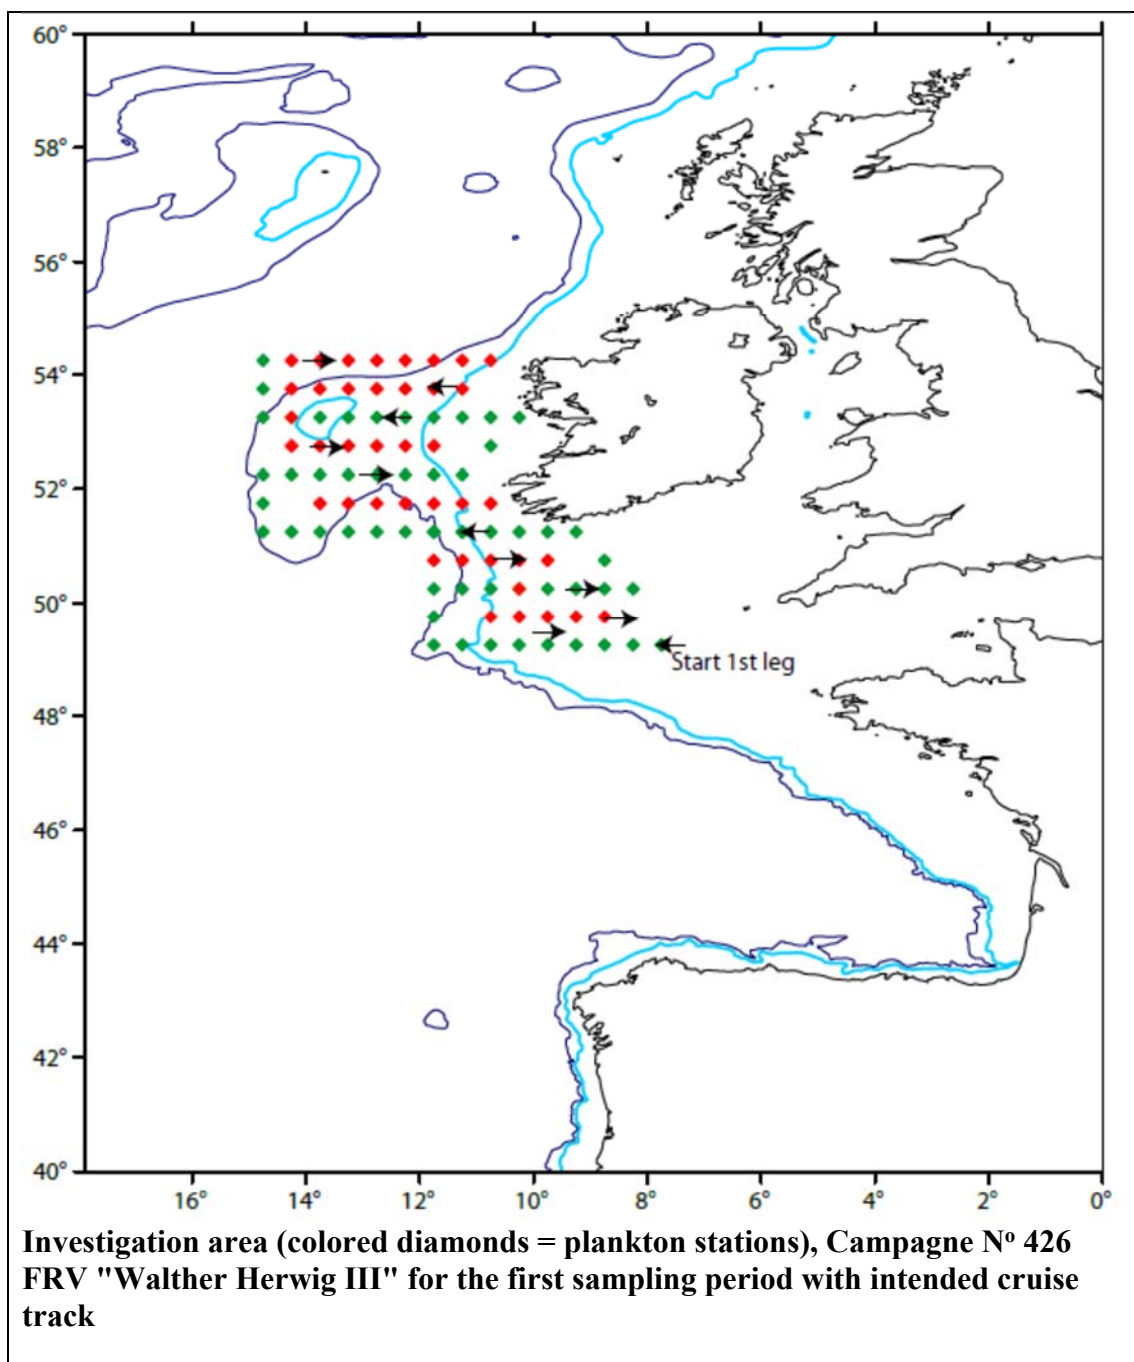 60°
58°
56°
54°
52°
50°
Start 1st leg
48°
46°
44°
42°
40°
16° 14° 12° 10° 8° 6° 4° 2° 0°
Investigation area (colored diamonds = plankton stations), Campagne Nº 426
FRV "Walther Herwig III" for the first sampling period with intended cruise
track